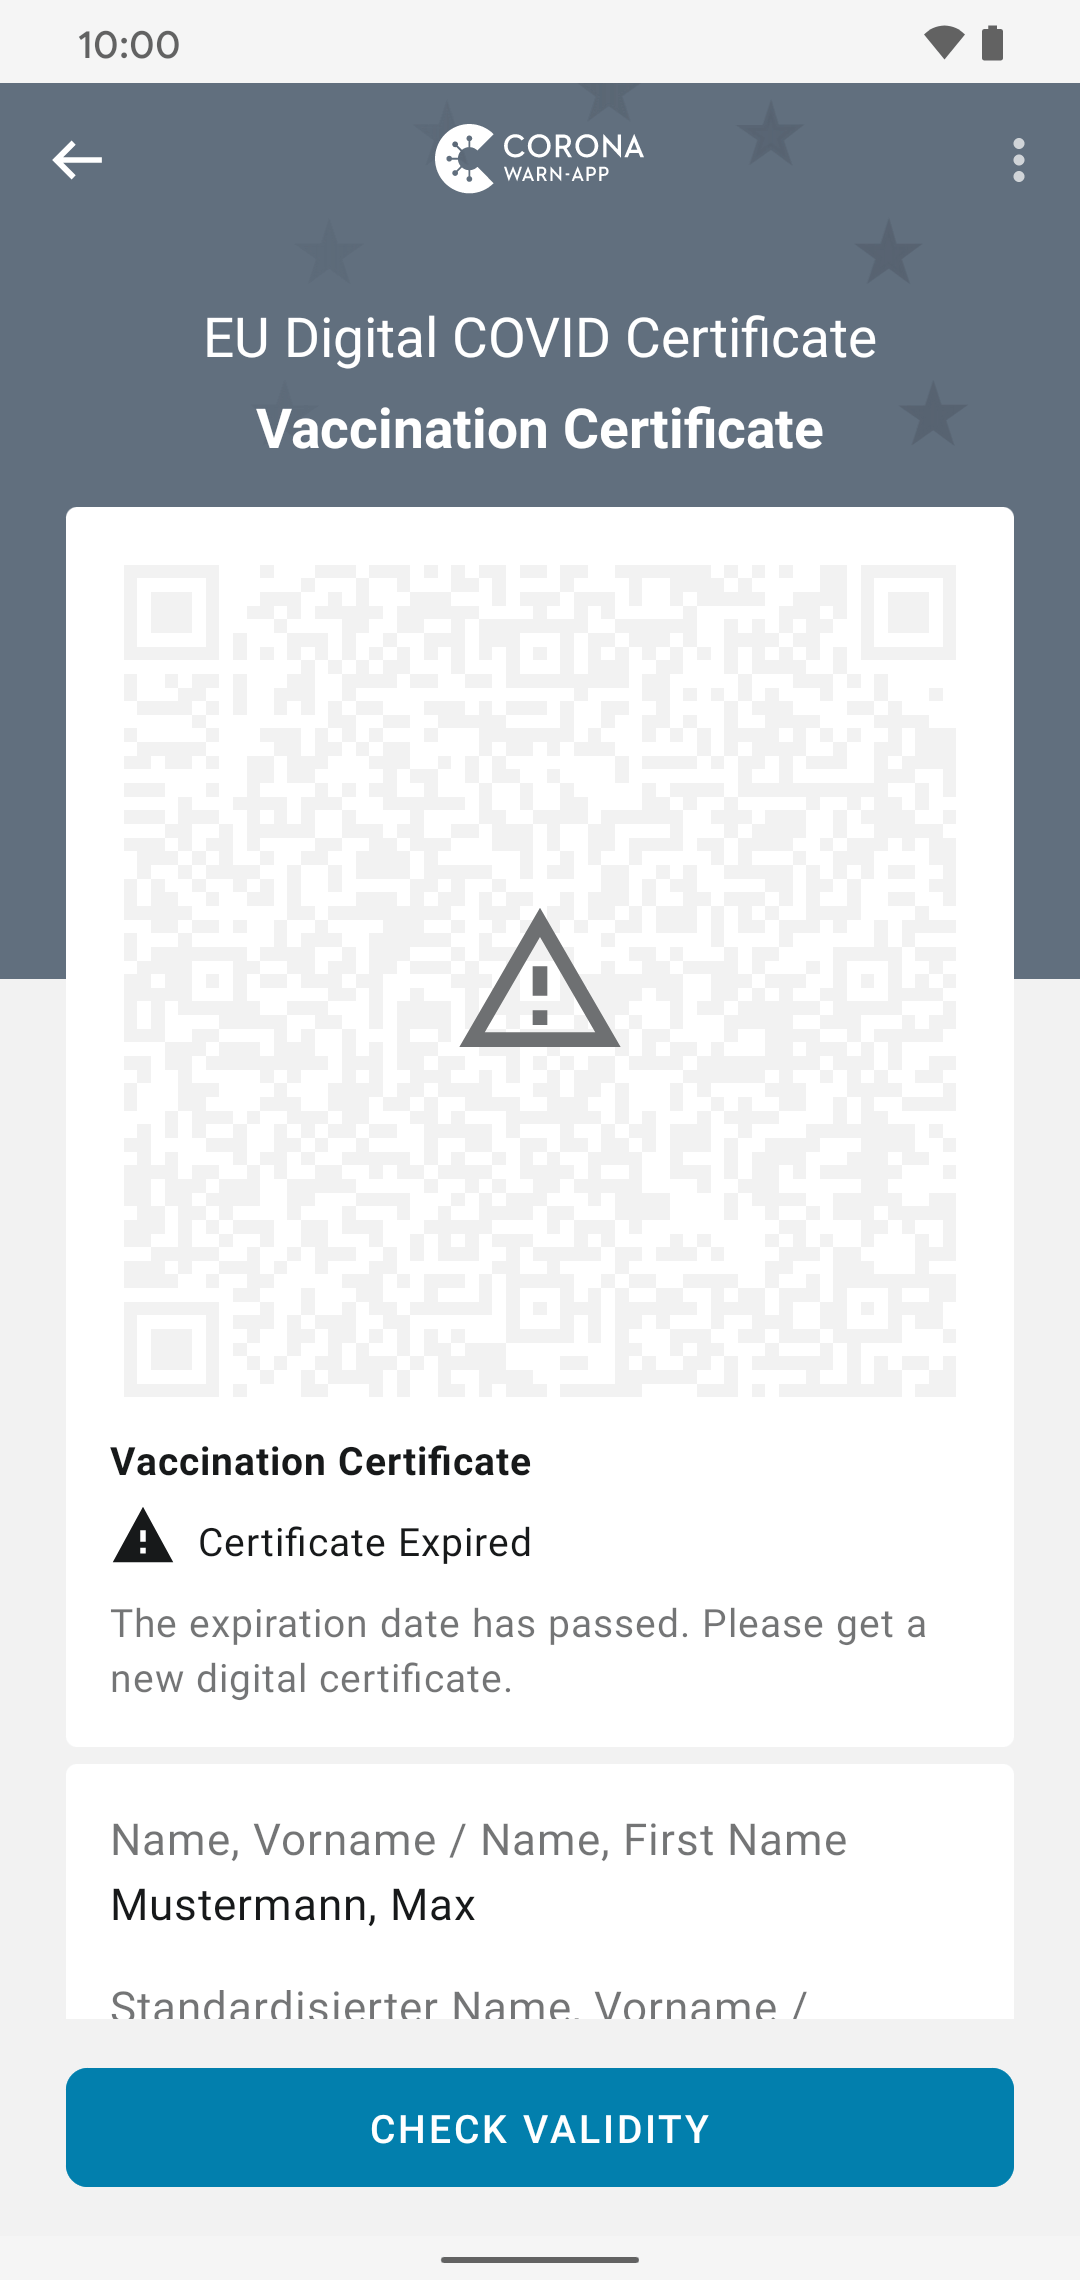 10:00
CORONA
WARN-APP
EU Digital COVID Certificate
Vaccination Certificate
Vaccination Certificate
Certificate Expired
The expiration date has passed. Please get a
new digital certificate.
Name, Vorname / Name, First Name
Mustermann, Max
Standardisierter Name, Vorname /
CHECK VALIDITY